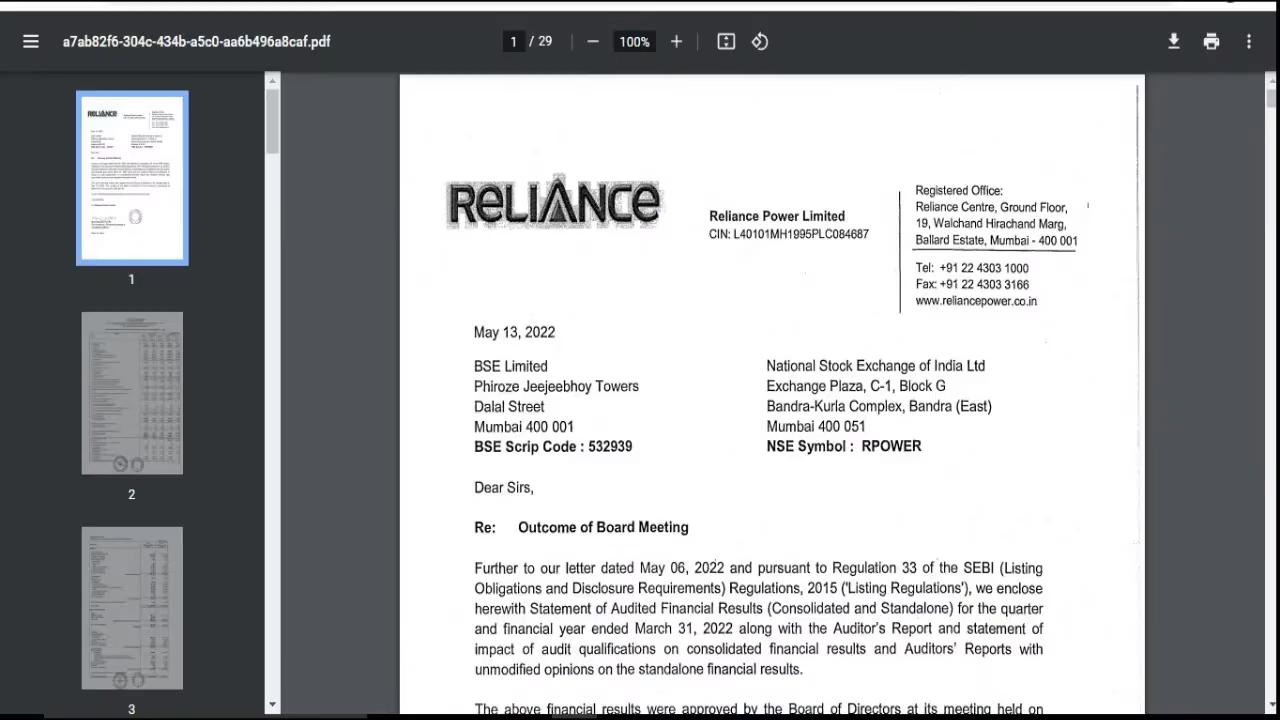 a7ab82f6-304c-434b-a5c0-aa6b496a8caf.pdf
1 / 29
100%
1
2
3
RELIANCE
Reliance Power Limited
CIN: L40101MH1995PLC084687
Registered Office:
Reliance Centre, Ground Floor,
19, Walchand Hirachand Marg,
Ballard Estate, Mumbai - 400 001
Tel: +91 22 4303 1000
Fax: +91 22 4303 3166
www.reliancepower.co.in
May 13, 2022
BSE Limited
Phiroze Jeejeebhoy Towers
Dalal Street
Mumbai 400 001
BSE Scrip Code : 532939
National Stock Exchange of India Ltd
Exchange Plaza, C-1, Block G
Bandra-Kurla Complex, Bandra (East)
Mumbai 400 051
NSE Symbol : RPOWER
Dear Sirs,
Re: Outcome of Board Meeting
Further to our letter dated May 06, 2022 and pursuant to Regulation 33 of the SEBI (Listing
Obligations and Disclosure Requirements) Regulations, 2015 ('Listing Regulations'), we enclose
herewith Statement of Audited Financial Results (Consolidated and Standalone) for the quarter
and financial year ended March 31, 2022 along with the Auditor's Report and statement of
impact of audit qualifications on consolidated financial results and Auditors' Reports with
unmodified opinions on the standalone financial results.
The above financial results were approved by the Board of Directors at its meeting held on